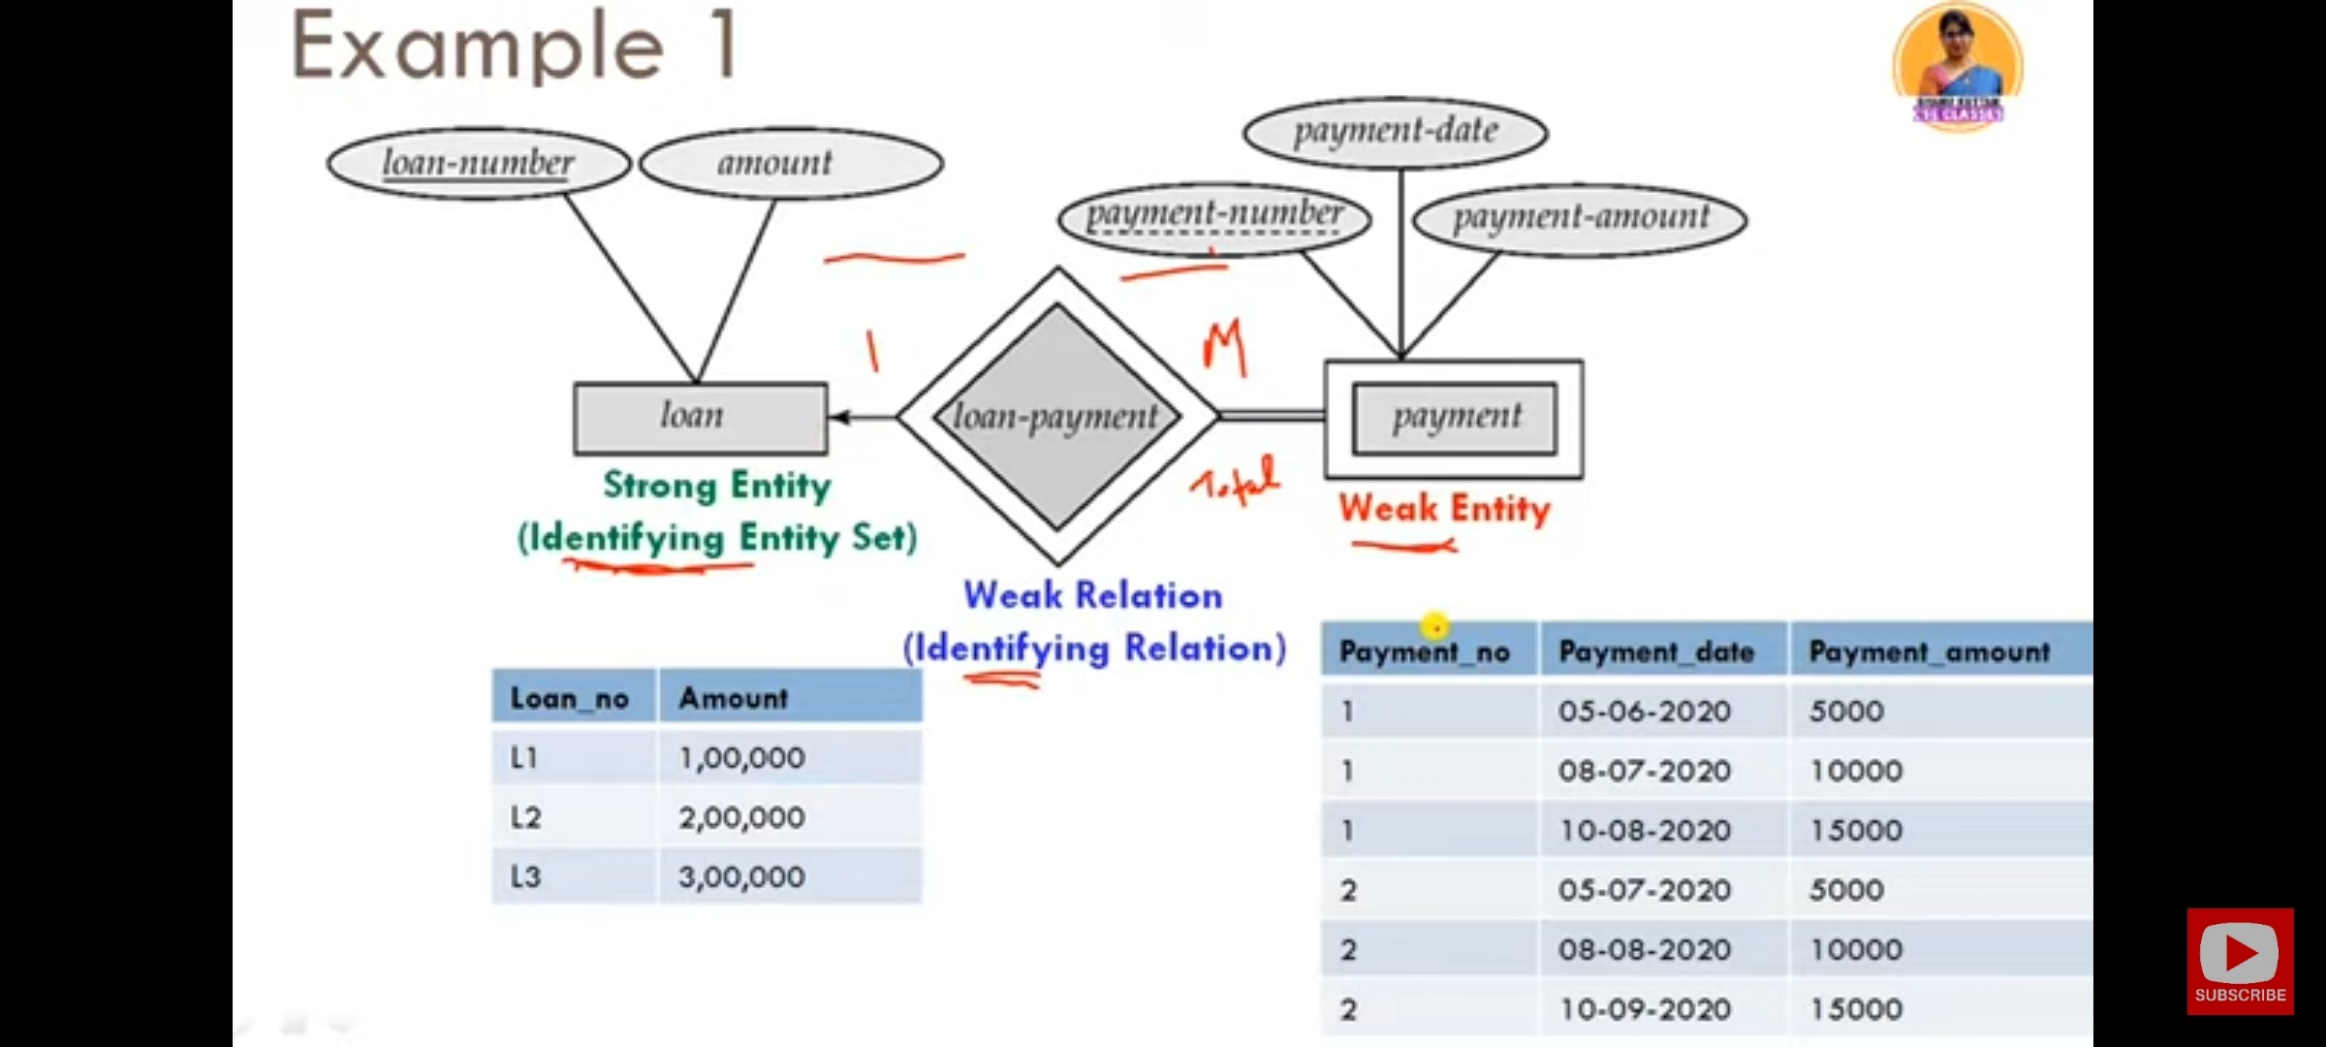 Example 1
loan-number
amount
payment-date
payment-number
payment-amount
1
M
loan
loan-payment
payment
Total
Strong Entity
(Identifying Entity Set)
Weak Entity
Weak Relation
(Identifying Relation)
Loan_no Amount
L1 1,00,000
L2 2,00,000
L3 3,00,000
Payment_no Payment_date Payment_amount
1 05-06-2020 5000
1 08-07-2020 10000
1 10-08-2020 15000
2 05-07-2020 5000
2 08-08-2020 10000
2 10-09-2020 15000
CSE CLASSES
SUBSCRIBE